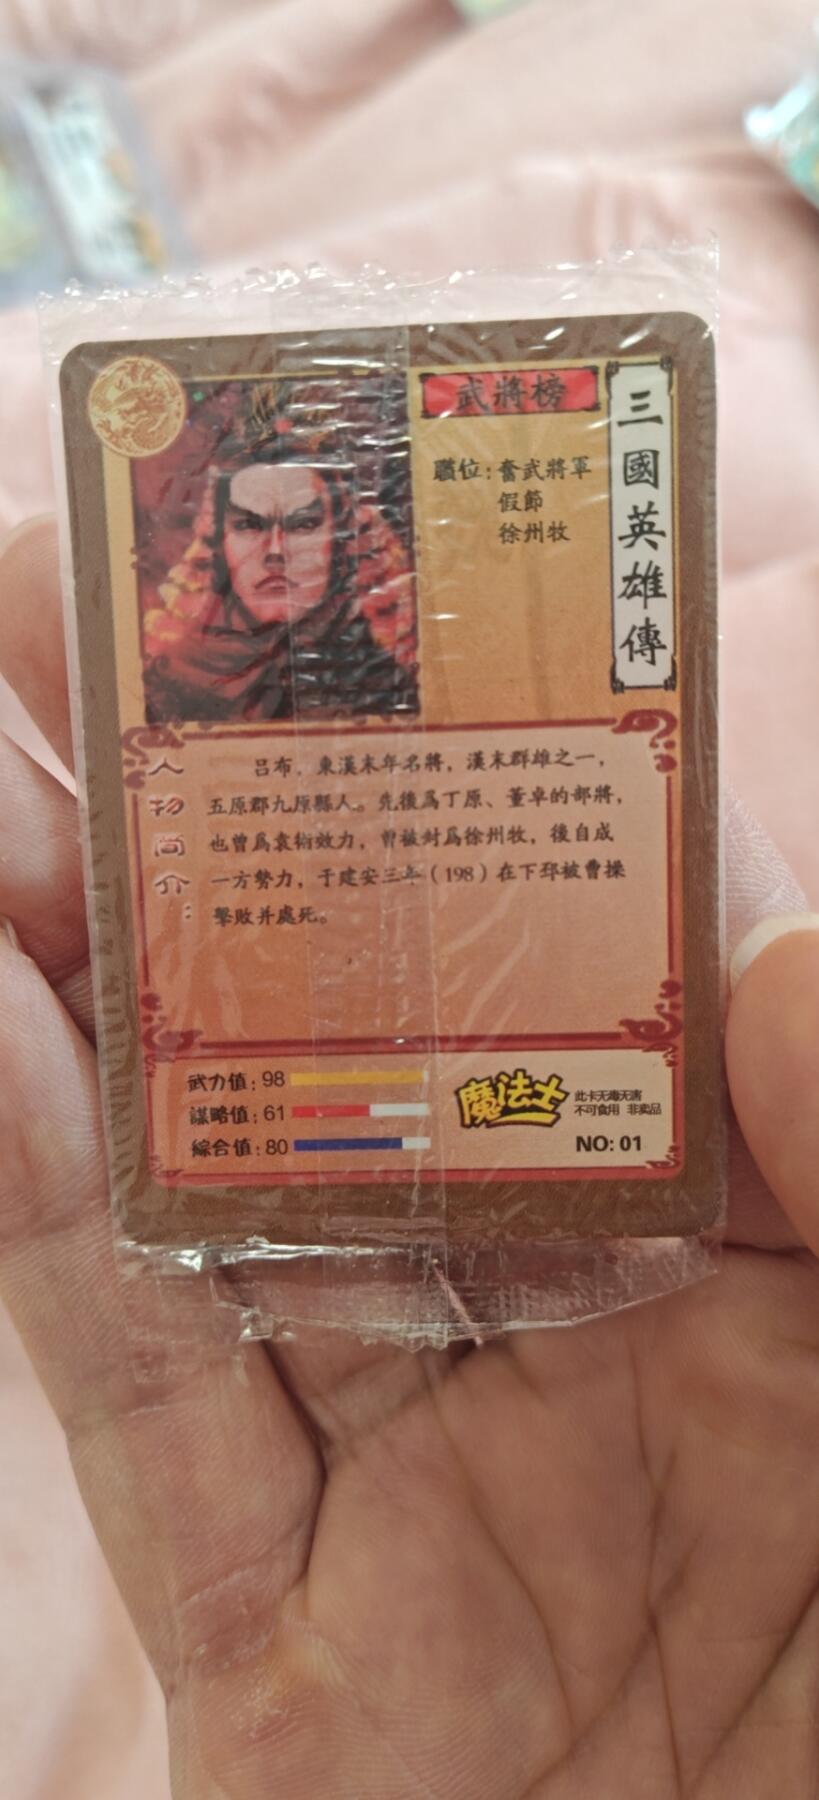 武將榜
三國英雄傳
職位：奮武將軍
假節
徐州牧
人物簡介：
呂布，東漢末年名將，漢末群雄之一，
五原郡九原縣人。先後爲丁原、董卓的部將，
也曾爲袁術效力，曾被封爲徐州牧，後自成
一方勢力，于建安三年（198）在下邳被曹操
擊敗并處死。
武力值：98
謀略值：61
綜合值：80
魔法士
此卡无毒无害
不可食用 非卖品
NO: 01